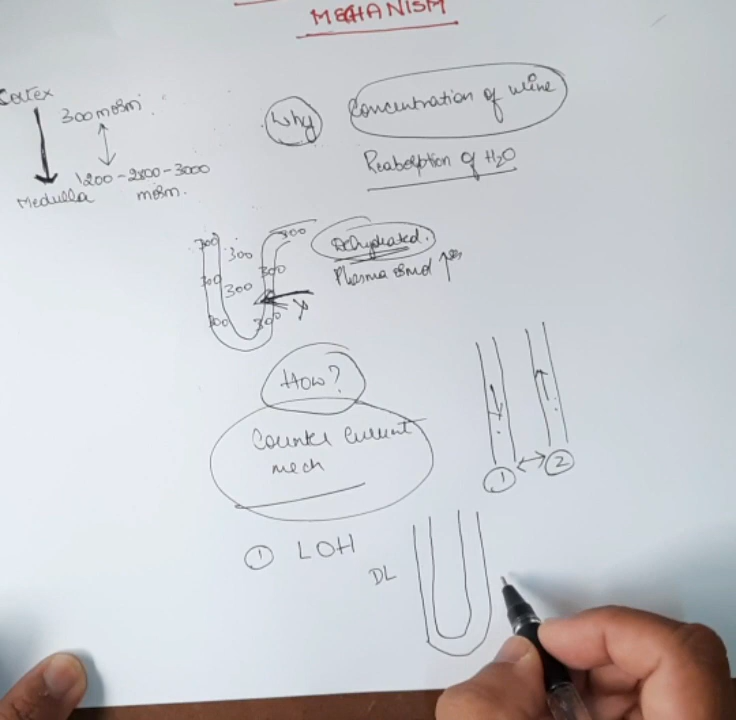 MECHANISM
Cortex
300 mosm
1200 - 2800 - 3000
mosm.
Medulla
Why
Concentration of urine
Reabsorption of H2O
300
300
300
300
300
300
300
300
Dehydrated.
Plasma osmol
How?
Counter Current
mech
1 ↔ 2
① LOH
DL